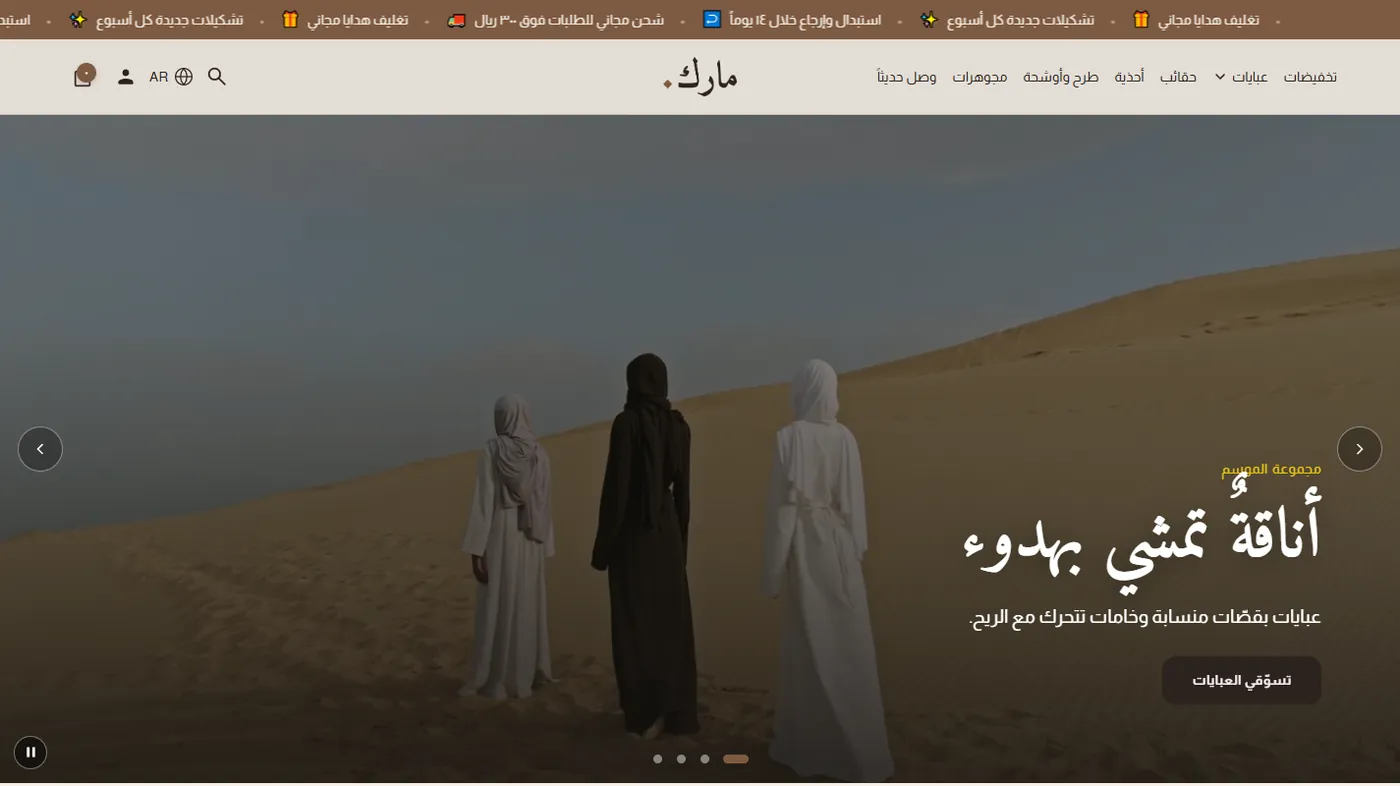 تغليف هدايا مجاني • تشكيلات جديدة كل أسبوع • استبدال وإرجاع خلال ١٤ يوماً • شحن مجاني للطلبات فوق ٣٠٠ ريال • تغليف هدايا مجاني • تشكيلات جديدة كل أسبوع •
تخفيضات عبايات حقائب أحذية طرح وأوشحة مجوهرات وصل حديثاً
مارك
AR
٠
مجموعة الموسم
أناقةٌ تمشي بهدوء
عبايات بقصّات منسابة وخامات تتحرك مع الريح.
تسوّقي العبايات